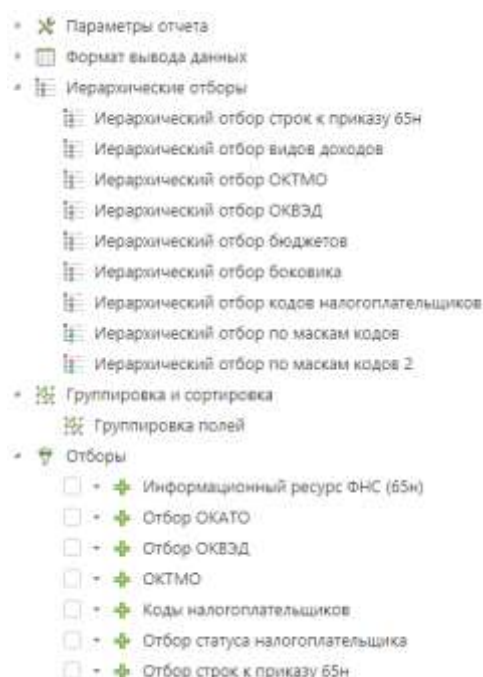 Параметры отчета
Формат вывода данных
Иерархические отборы
Иерархический отбор строк к приказу 65н
Иерархический отбор видов доходов
Иерархический отбор ОКТМО
Иерархический отбор ОКВЭД
Иерархический отбор бюджетов
Иерархический отбор боковика
Иерархический отбор кодов налогоплательщиков
Иерархический отбор по маскам кодов
Иерархический отбор по маскам кодов 2
Группировка и сортировка
Группировка полей
Отборы
Информационный ресурс ФНС (65н)
Отбор ОКАТО
Отбор ОКВЭД
ОКТМО
Коды налогоплательщиков
Отбор статуса налогоплательщика
Отбор строк к приказу 65н